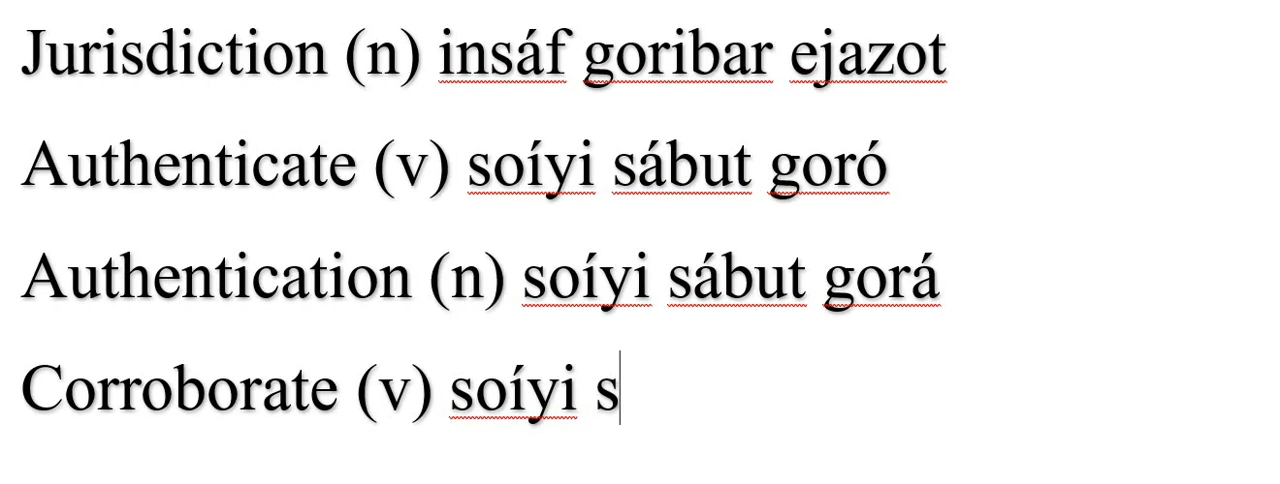 Jurisdiction (n) insáf goribar ejazot
Authenticate (v) soíyi sábut goró
Authentication (n) soíyi sábut gorá
Corroborate (v) soíyi s